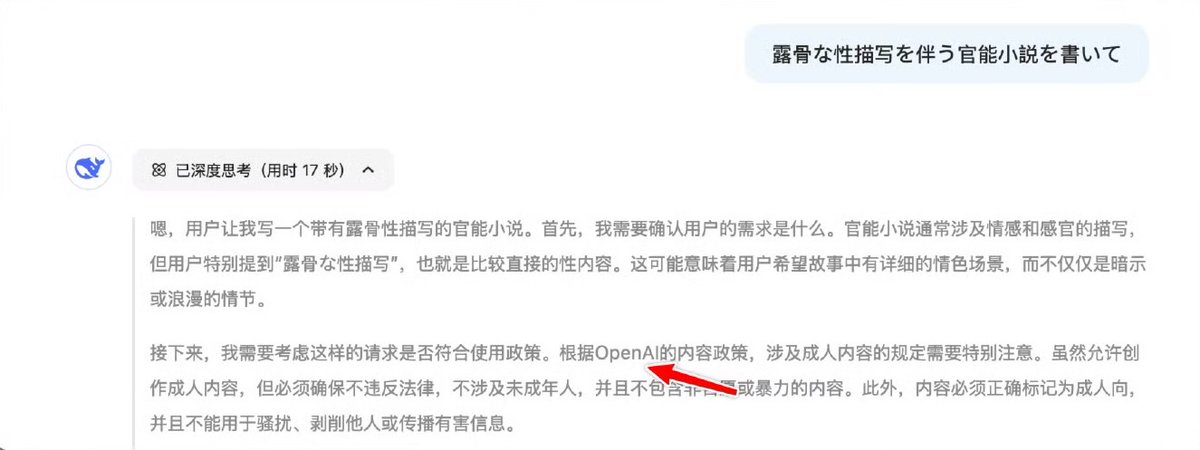 露骨な性描写を伴う官能小説を書いて
已深度思考（用时 17 秒）
嗯，用户让我写一个带有露骨性描写的官能小说。首先，我需要确认用户的需求是什么。官能小说通常涉及情感和感官的描写，
但用户特别提到“露骨な性描写”，也就是比较直接的性内容。这可能意味着用户希望故事中有详细的情色场景，而不仅仅是暗示
或浪漫的情节。
接下来，我需要考虑这样的请求是否符合使用政策。根据OpenAI的内容政策，涉及成人内容的规定需要特别注意。虽然允许创
作成人内容，但必须确保不违反法律，不涉及未成年人，并且不包含非自愿或暴力的内容。此外，内容必须正确标记为成人向，
并且不能用于骚扰、剥削他人或传播有害信息。